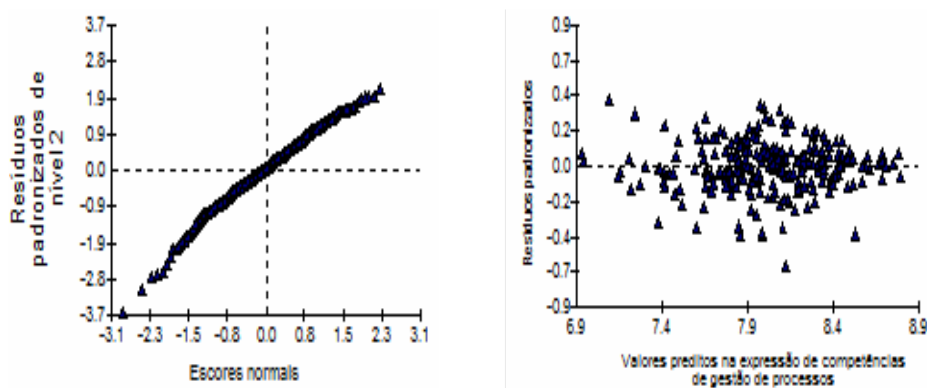 Resíduos
padronizados de
nível 2
3.7
2.8
1.9
0.9
0.0
-0.9
-1.9
-2.8
-3.7
-3.1 -2.3 -1.5 -0.8 0.0 0.8 1.5 2.3 3.1
Escores normais
Resíduos padronizados
0.9
0.7
0.4
0.2
0.0
-0.2
-0.4
-0.7
-0.9
6.9 7.4 7.9 8.4 8.9
Valores preditos na expressão de competências
de gestão de processos